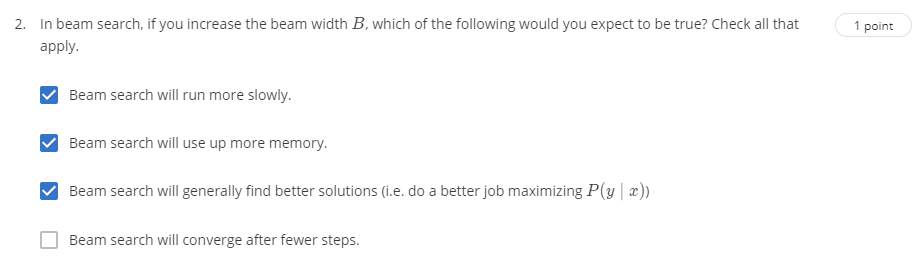 2. In beam search, if you increase the beam width B, which of the following would you expect to be true? Check all that
apply.
1 point
Beam search will run more slowly.
Beam search will use up more memory.
Beam search will generally find better solutions (i.e. do a better job maximizing P(y | x))
Beam search will converge after fewer steps.